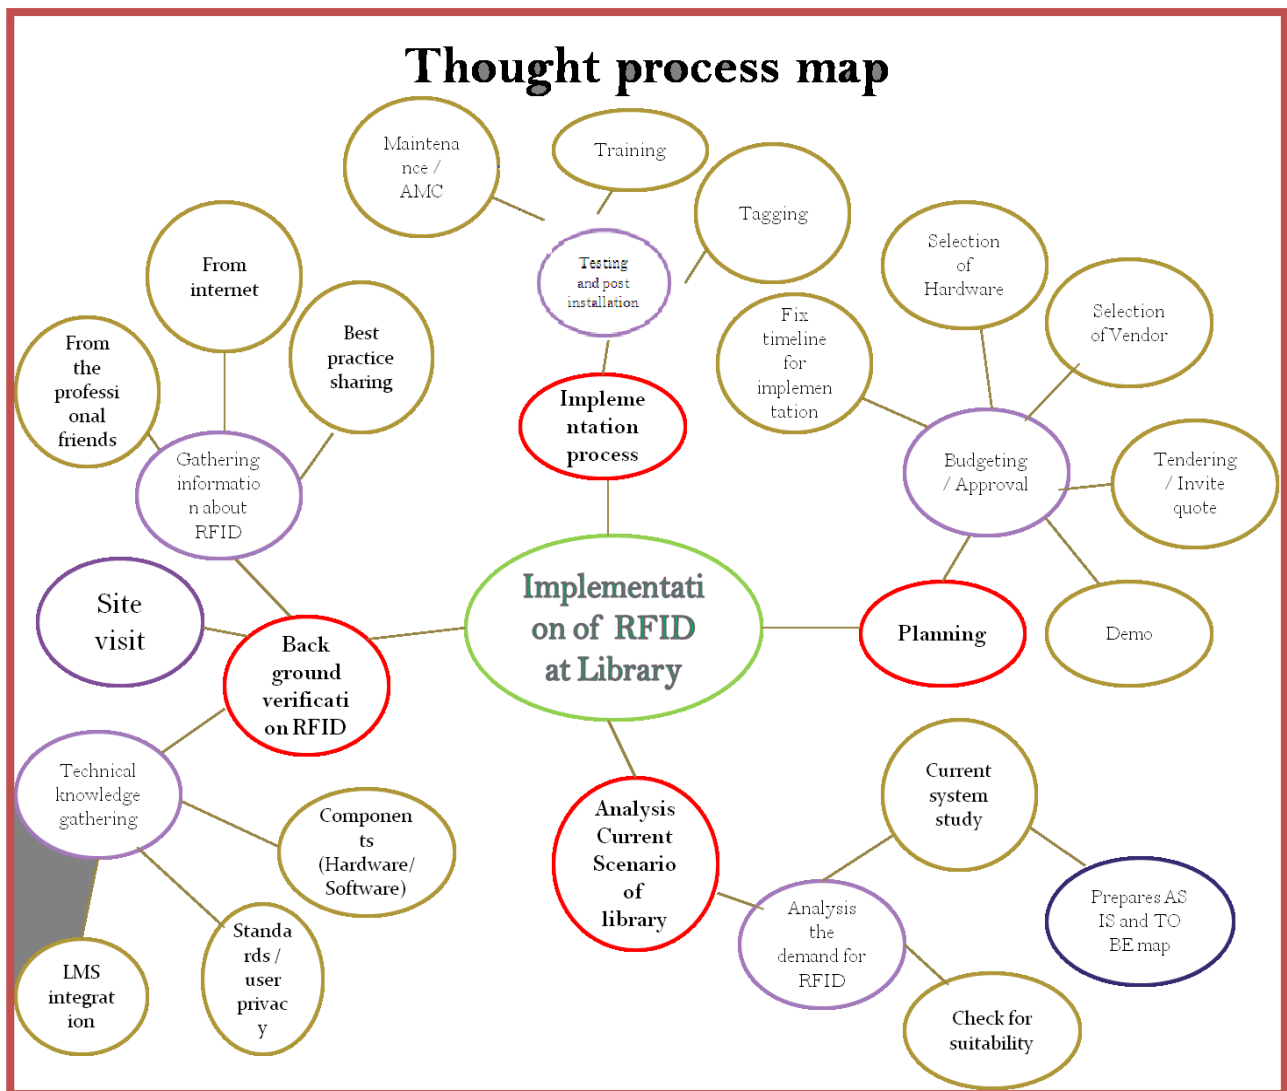 Thought process map
Maintena
nce /
AMC
Training
Tagging
Testing
and post
installation
Impleme
ntation
process
From
internet
From
the
professi
onal
friends
Best
practice
sharing
Gathering
informatio
n about
RFID
Site
visit
Back
ground
verificati
on RFID
Technical
knowledge
gathering
Componen
ts
(Hardware/
Software)
Standa
rds /
user
privac
y
LMS
integrat
ion
Implementati
on of RFID
at Library
Selection
of
Hardware
Selection
of Vendor
Fix
timeline
for
implemen
tation
Budgeting
/ Approval
Tendering
/ Invite
quote
Demo
Planning
Analysis
Current
Scenario
of
library
Analysis
the
demand for
RFID
Current
system
study
Prepares AS
IS and TO
BE map
Check for
suitability